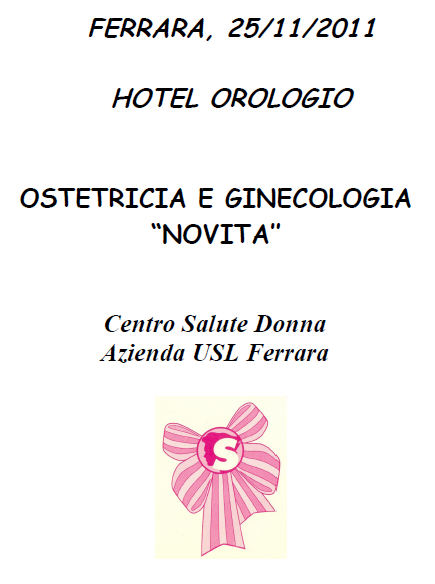 FERRARA, 25/11/2011
HOTEL OROLOGIO
OSTETRICIA E GINECOLOGIA
“NOVITA”
Centro Salute Donna
Azienda USL Ferrara
S